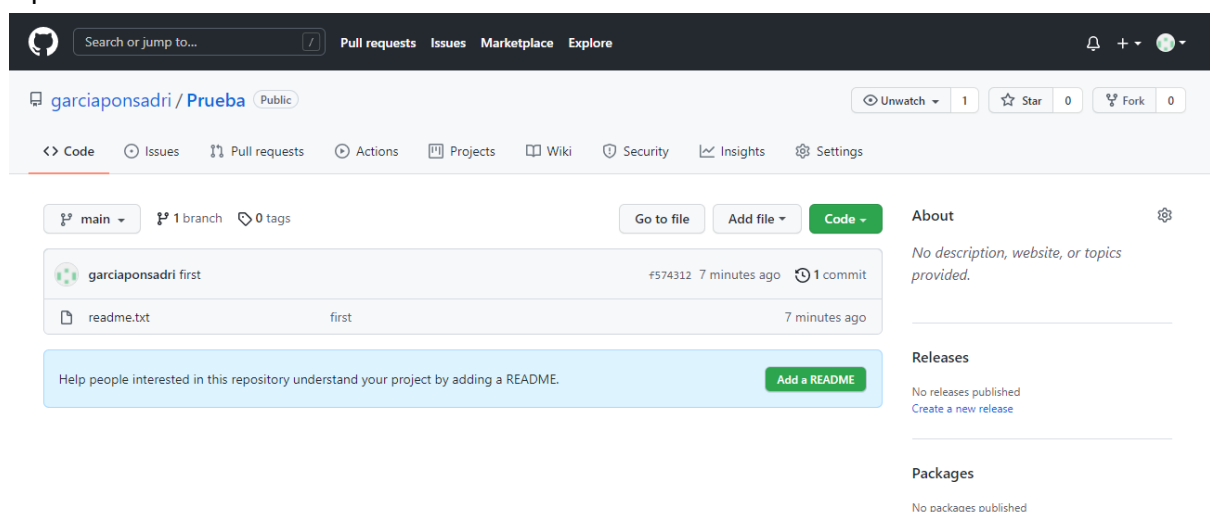 Search or jump to... / Pull requests Issues Marketplace Explore
garciaponsadri / Prueba Public Unwatch 1 Star 0 Fork 0
<> Code Issues Pull requests Actions Projects Wiki Security Insights Settings
main 1 branch 0 tags Go to file Add file Code About
No description, website, or topics
provided.
garciaponsadri first f574312 7 minutes ago 1 commit
readme.txt first 7 minutes ago
Releases
Help people interested in this repository understand your project by adding a README. Add a README
No releases published
Create a new release
Packages
No packages published